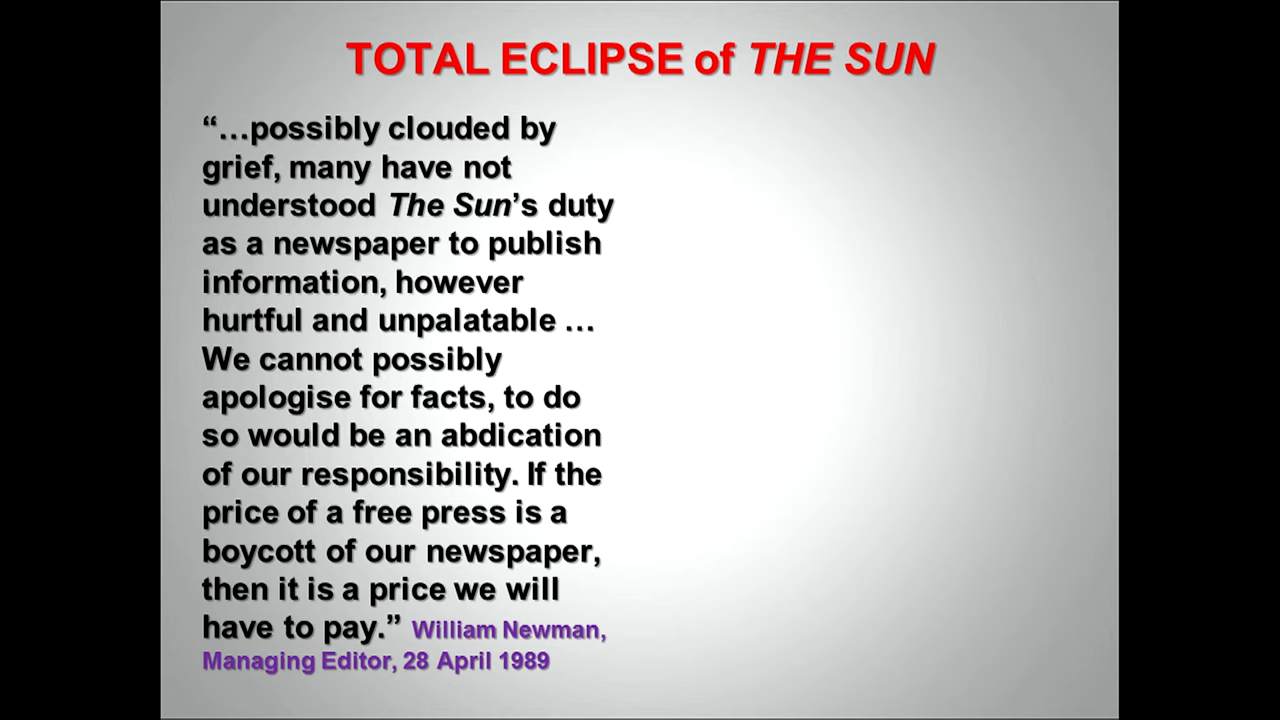 TOTAL ECLIPSE of THE SUN
“…possibly clouded by
grief, many have not
understood The Sun’s duty
as a newspaper to publish
information, however
hurtful and unpalatable …
We cannot possibly
apologise for facts, to do
so would be an abdication
of our responsibility. If the
price of a free press is a
boycott of our newspaper,
then it is a price we will
have to pay.” William Newman,
Managing Editor, 28 April 1989